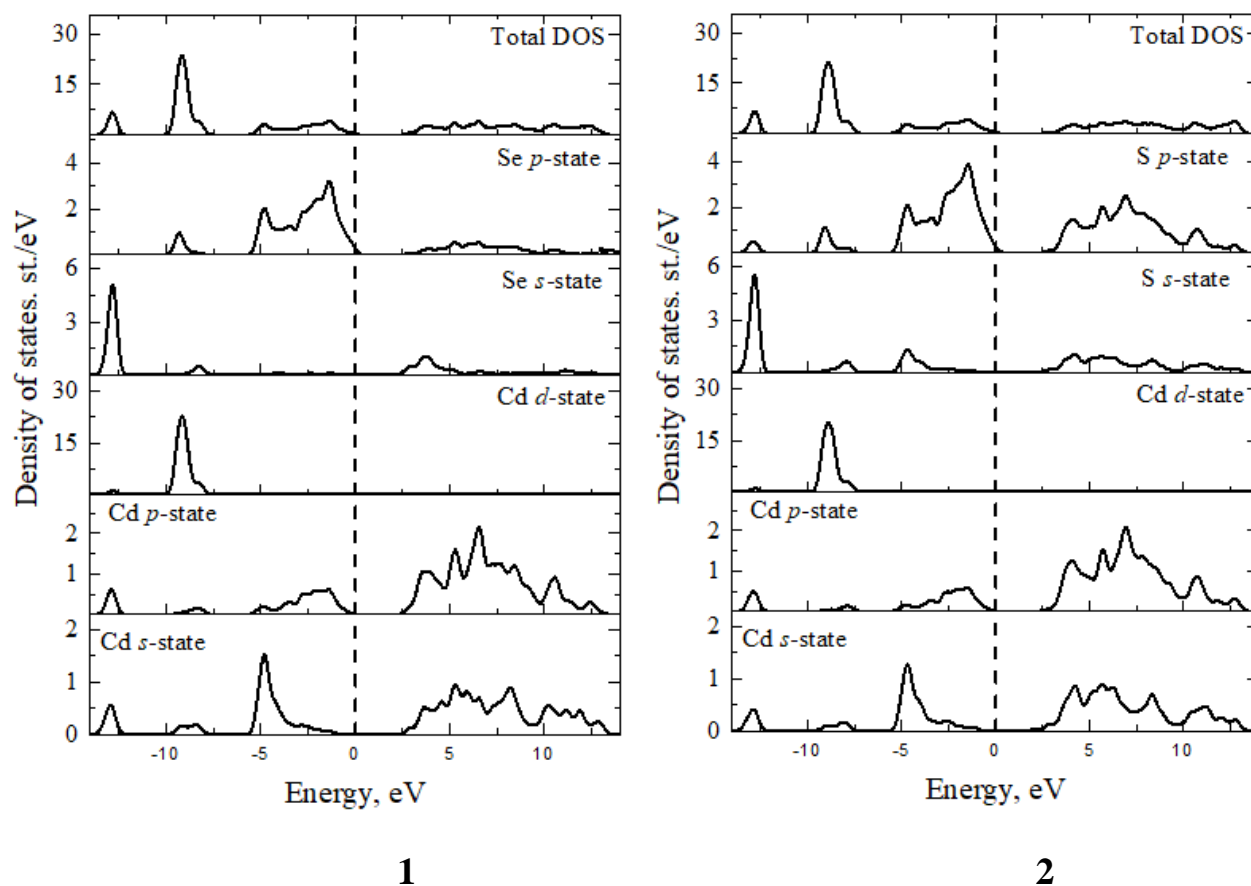 Total DOS
30
15
Se p-state
4
2
Se s-state
6
3
Cd d-state
30
15
Cd p-state
2
1
Cd s-state
2
1
0
-10
-5
0
5
10
Density of states. st./eV
Energy, eV
1
Total DOS
30
15
S p-state
4
2
S s-state
6
3
Cd d-state
30
15
Cd p-state
2
1
Cd s-state
2
1
0
-10
-5
0
5
10
Density of states. st./eV
Energy, eV
2